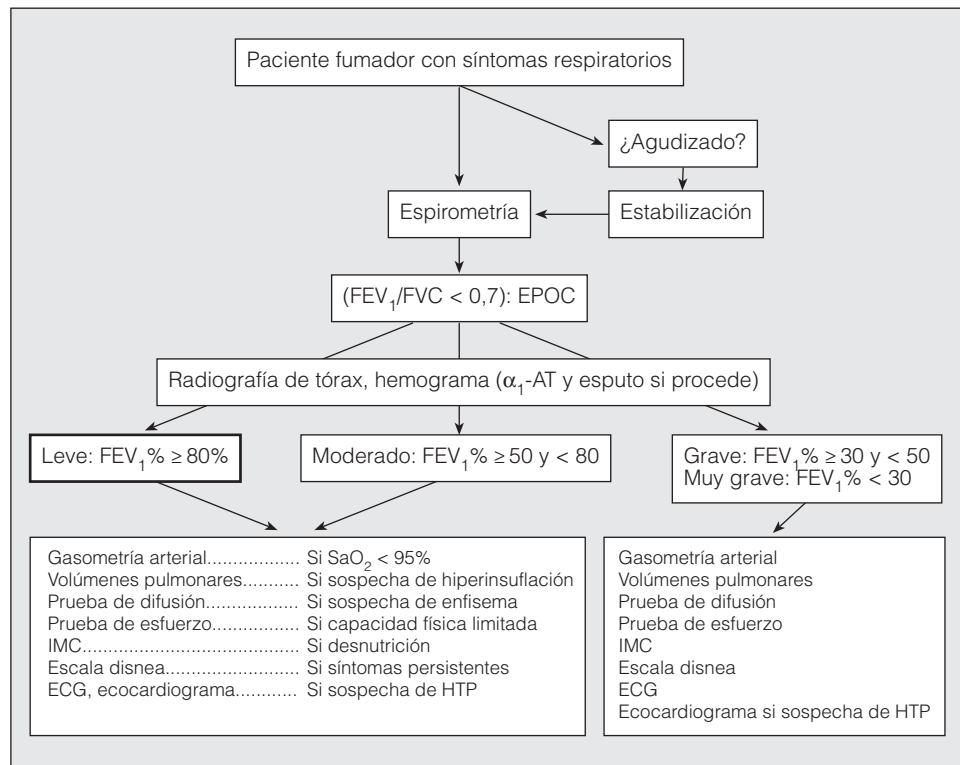 Paciente fumador con síntomas respiratorios
¿Agudizado?
Espirometría
Estabilización
(FEV1/FVC < 0,7): EPOC
Radiografía de tórax, hemograma (α1-AT y esputo si procede)
Leve: FEV1% ≥ 80%
Moderado: FEV1% ≥ 50 y < 80
Grave: FEV1% ≥ 30 y < 50
Muy grave: FEV1% < 30
Gasometría arterial.................. Si SaO2 < 95%
Volúmenes pulmonares.......... Si sospecha de hiperinsuflación
Prueba de difusión.................. Si sospecha de enfisema
Prueba de esfuerzo................. Si capacidad física limitada
IMC.......................................... Si desnutrición
Escala disnea.......................... Si síntomas persistentes
ECG, ecocardiograma............ Si sospecha de HTP
Gasometría arterial
Volúmenes pulmonares
Prueba de difusión
Prueba de esfuerzo
IMC
Escala disnea
ECG
Ecocardiograma si sospecha de HTP